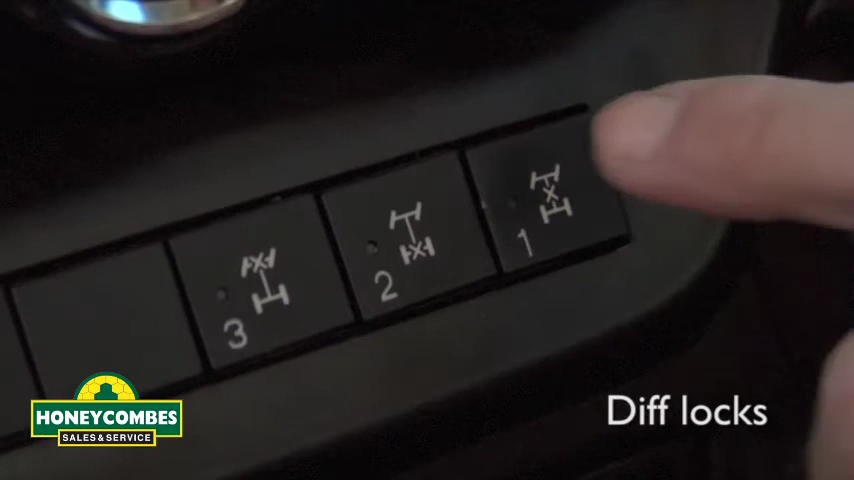 3
2
1
HONEYCOMBES
SALES & SERVICE
Diff locks